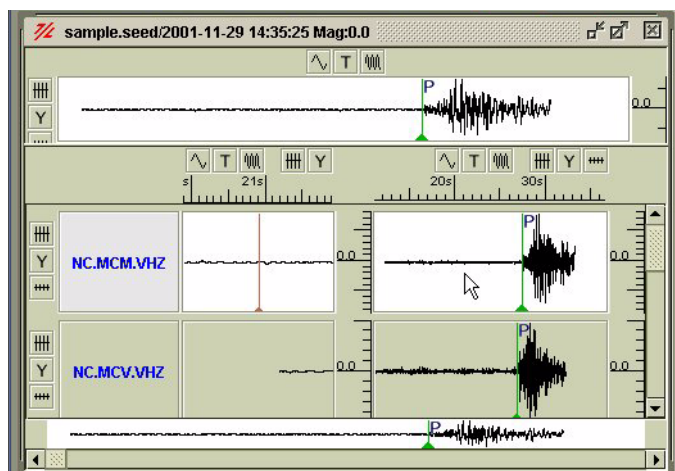 sample.seed/2001-11-29 14:35:25 Mag:0.0
T
P
0.0
Y
T Y T Y
s 21s 20s 30s
P
Y NC.MCM.VHZ 0.0 0.0
P
Y NC.MCV.VHZ 0.0 0.0
P